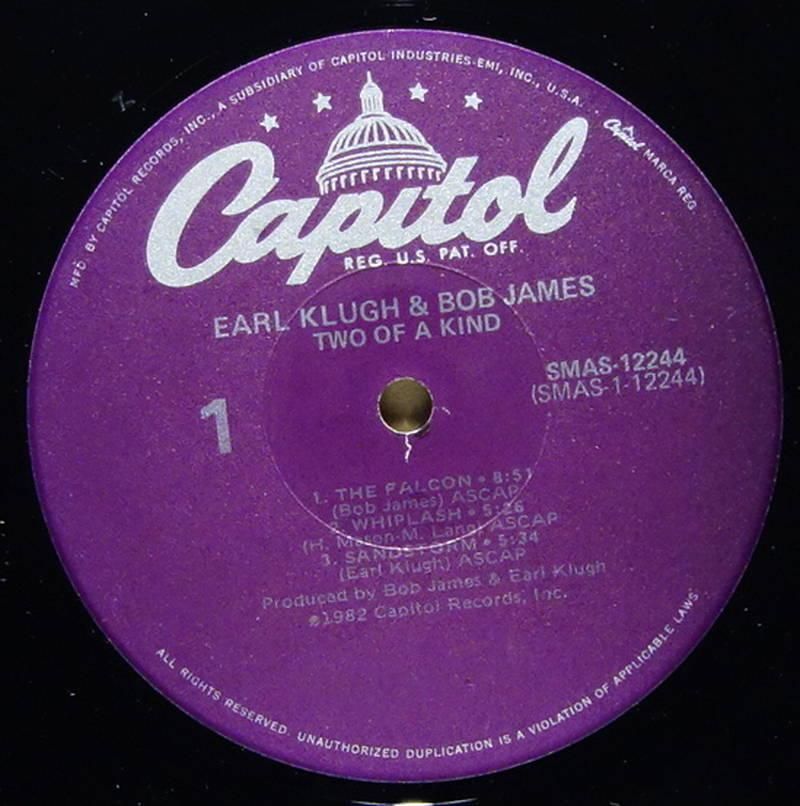 MFD. BY CAPITOL RECORDS, INC., A SUBSIDIARY OF CAPITOL INDUSTRIES-EMI, INC., U.S.A. . Capitol MARCA REG.
Capitol
REG. U.S. PAT. OFF.
EARL KLUGH & BOB JAMES
TWO OF A KIND
SMAS-12244
(SMAS-1-12244)
1
1. THE FALCON • 8:51
(Bob James) ASCAP
2. WHIPLASH • 5:26
(H. Mason-M. Lang) ASCAP
3. SANDSTORM • 5:34
(Earl Klugh) ASCAP
Produced by Bob James & Earl Klugh
℗1982 Capitol Records, Inc.
ALL RIGHTS RESERVED. UNAUTHORIZED DUPLICATION IS A VIOLATION OF APPLICABLE LAWS.